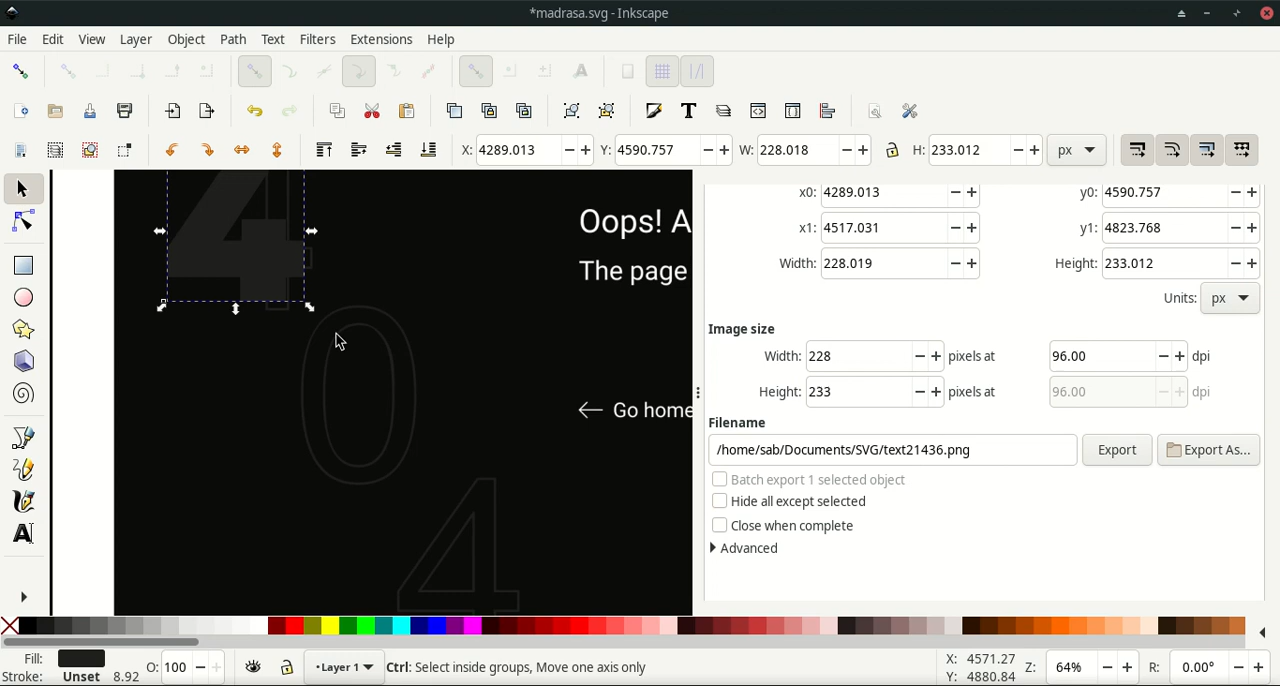 *madrasa.svg - Inkscape
File Edit View Layer Object Path Text Filters Extensions Help
X: 4289.013 Y: 4590.757 W: 228.018 H: 233.012 px
x0: 4289.013 y0: 4590.757
x1: 4517.031 y1: 4823.768
Width: 228.019 Height: 233.012
Units: px
Image size
Width: 228 pixels at 96.00 dpi
Height: 233 pixels at 96.00 dpi
Filename
/home/sab/Documents/SVG/text21436.png Export Export As...
Batch export 1 selected object
Hide all except selected
Close when complete
Advanced
4
0
4
Oops! A
The page
Go home
Fill:
Stroke: Unset 8.92
O: 100
Layer 1
Ctrl: Select inside groups, Move one axis only
X: 4571.27
Y: 4880.84
Z: 64%
R: 0.00°